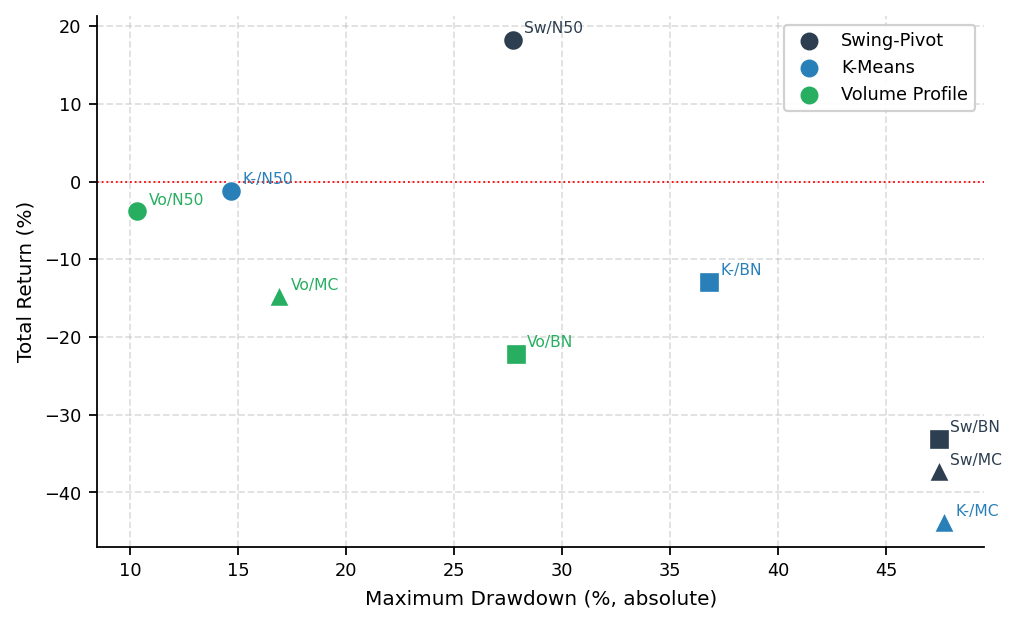 Swing-Pivot
K-Means
Volume Profile
Sw/N50
K-/N50
Vo/N50
K-/BN
Vo/MC
Vo/BN
Sw/BN
Sw/MC
K-/MC
Total Return (%)
20
10
0
−10
−20
−30
−40
10
15
20
25
30
35
40
45
Maximum Drawdown (%, absolute)